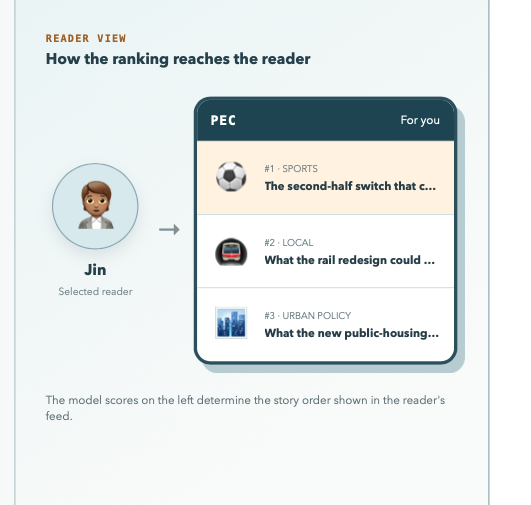 READER VIEW
How the ranking reaches the reader
PEC For you
#1 · SPORTS
The second-half switch that c...
#2 · LOCAL
What the rail redesign could ...
#3 · URBAN POLICY
What the new public-housing...
Jin
Selected reader
The model scores on the left determine the story order shown in the reader's
feed.